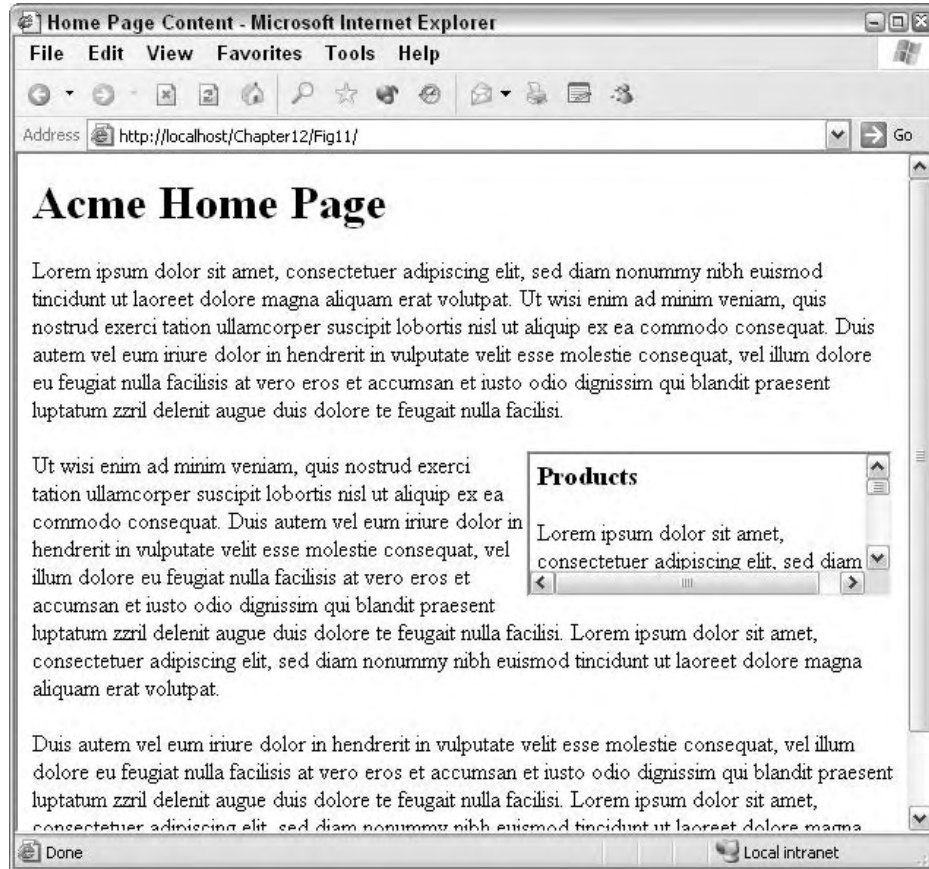 Home Page Content - Microsoft Internet Explorer
File Edit View Favorites Tools Help
Address http://localhost/Chapter12/Fig11/ Go
Acme Home Page
Lorem ipsum dolor sit amet, consectetuer adipiscing elit, sed diam nonummy nibh euismod
tincidunt ut laoreet dolore magna aliquam erat volutpat. Ut wisi enim ad minim veniam, quis
nostrud exerci tation ullamcorper suscipit lobortis nisl ut aliquip ex ea commodo consequat. Duis
autem vel eum iriure dolor in hendrerit in vulputate velit esse molestie consequat, vel illum dolore
eu feugiat nulla facilisis at vero eros et accumsan et iusto odio dignissim qui blandit praesent
luptatum zzril delenit augue duis dolore te feugait nulla facilisi.
Ut wisi enim ad minim veniam, quis nostrud exerci
tation ullamcorper suscipit lobortis nisl ut aliquip ex ea
commodo consequat. Duis autem vel eum iriure dolor in
hendrerit in vulputate velit esse molestie consequat, vel
illum dolore eu feugiat nulla facilisis at vero eros et
accumsan et iusto odio dignissim qui blandit praesent
luptatum zzril delenit augue duis dolore te feugait nulla facilisi. Lorem ipsum dolor sit amet,
consectetuer adipiscing elit, sed diam nonummy nibh euismod tincidunt ut laoreet dolore magna
aliquam erat volutpat.
Products
Lorem ipsum dolor sit amet,
consectetuer adipiscing elit, sed diam
Duis autem vel eum iriure dolor in hendrerit in vulputate velit esse molestie consequat, vel illum
dolore eu feugiat nulla facilisis at vero eros et accumsan et iusto odio dignissim qui blandit praesent
luptatum zzril delenit augue duis dolore te feugait nulla facilisi. Lorem ipsum dolor sit amet,
consectetuer adipiscing elit, sed diam nonummy nibh euismod tincidunt ut laoreet dolore magna
Done Local intranet